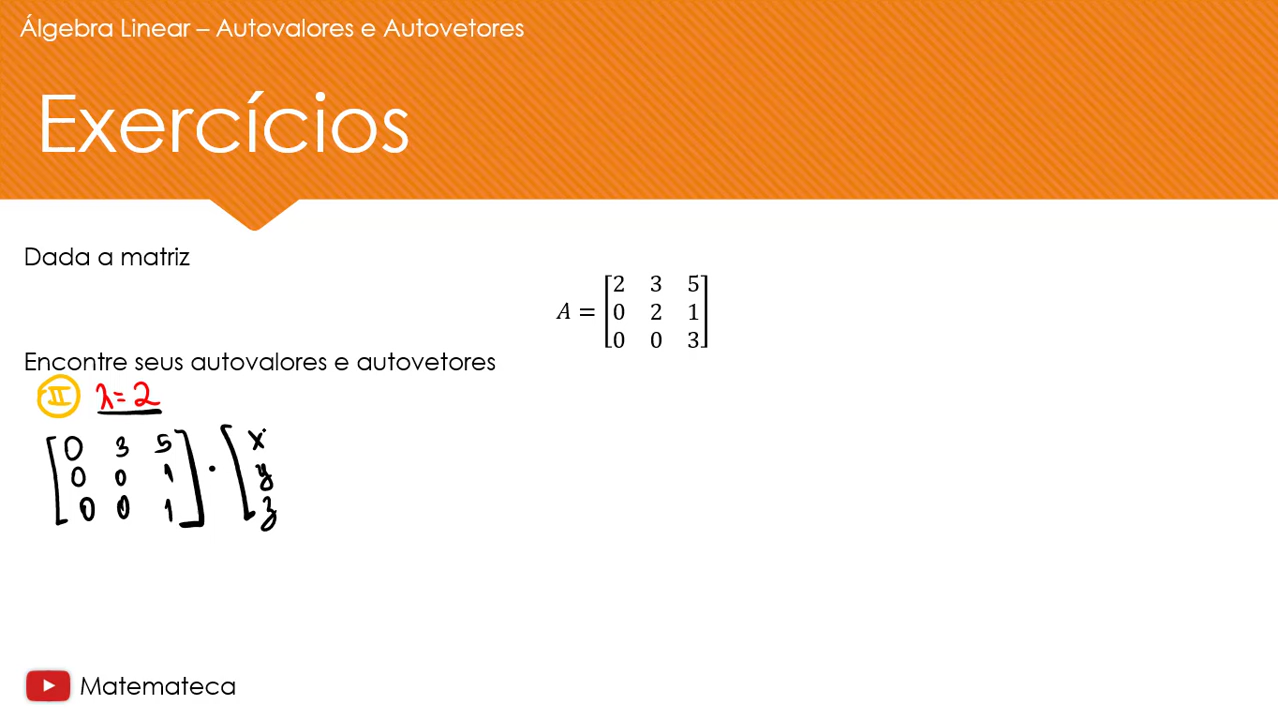 Álgebra Linear – Autovalores e Autovetores
Exercícios
Dada a matriz
A = [2 3 5
0 2 1
0 0 3]
Encontre seus autovalores e autovetores
II λ=2
[0 3 5
0 0 1
0 0 1] · [x
y
z
Matemateca